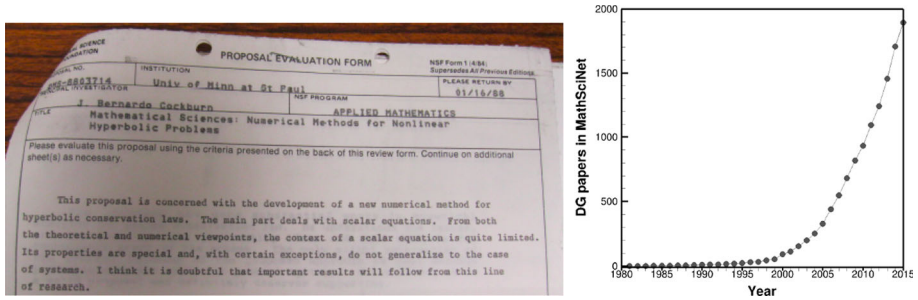 SCIENCE
PROPOSAL EVALUATION FORM
NSF Form 1 (4/84)
Supersedes All Previous Editions
NO.
INSTITUTION
PLEASE RETURN BY
8803714
Univ of Minn at St Paul
01/16/88
INVESTIGATOR
NSF PROGRAM
J. Bernardo Cockburn
APPLIED MATHEMATICS
TITLE
Mathematical Sciences: Numerical Methods for Nonlinear
Hyperbolic Problems
Please evaluate this proposal using the criteria presented on the back of this review form. Continue on additional
sheet(s) as necessary.
This proposal is concerned with the development of a new numerical method for
hyperbolic conservation laws. The main part deals with scalar equations. From both
the theoretical and numerical viewpoints, the context of a scalar equation is quite limited.
Its properties are special and, with certain exceptions, do not generalize to the case
of systems. I think it is doubtful that important results will follow from this line
of research.
DG papers in MathSciNet
2000
1500
1000
500
0
1980 1985 1990 1995 2000 2005 2010 2015
Year